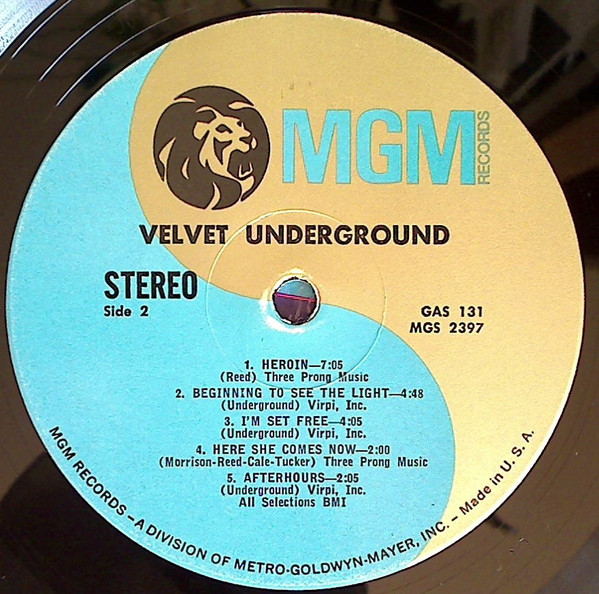 MGM
RECORDS
VELVET UNDERGROUND
STEREO
Side 2
GAS 131
MGS 2397
1. HEROIN—7:05
(Reed) Three Prong Music
2. BEGINNING TO SEE THE LIGHT—4:48
(Underground) Virpi, Inc.
3. I'M SET FREE—4:05
(Underground) Virpi, Inc.
4. HERE SHE COMES NOW—2:00
(Morrison-Reed-Cale-Tucker) Three Prong Music
5. AFTERHOURS—2:05
(Underground) Virpi, Inc.
All Selections BMI
MGM RECORDS – A DIVISION OF METRO-GOLDWYN-MAYER, INC. – Made in U. S. A.